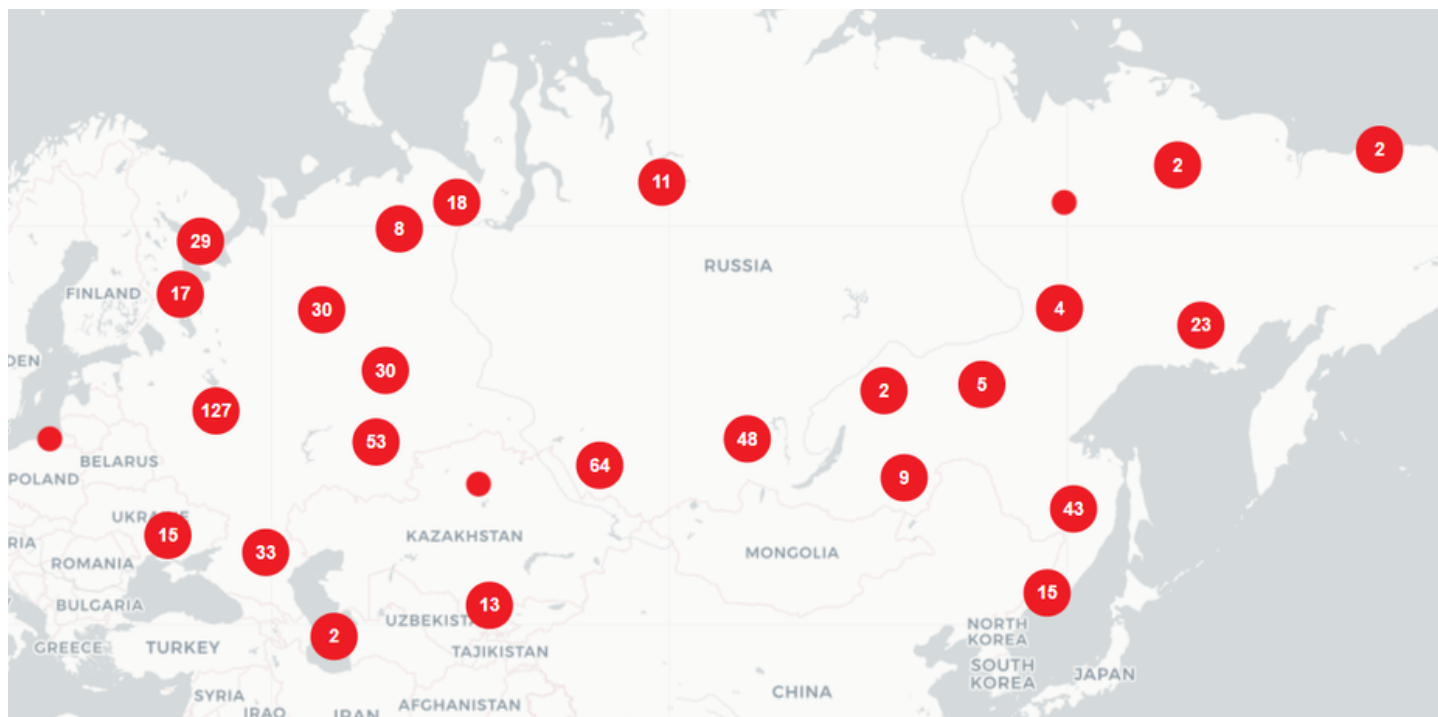 2
2
11
18
8
29
RUSSIA
FINLAND
17
30
4
23
DEN
30
2
5
127
53
48
64
BELARUS
POLAND
9
43
15
33
KAZAKHSTAN
MONGOLIA
RIA
ROMANIA
15
BULGARIA
13
NORTH
KOREA
2
GREECE
TURKEY
TAJIKISTAN
SOUTH
KOREA
JAPAN
SYRIA
CHINA
AFGHANISTAN
IRAQ
IRAN